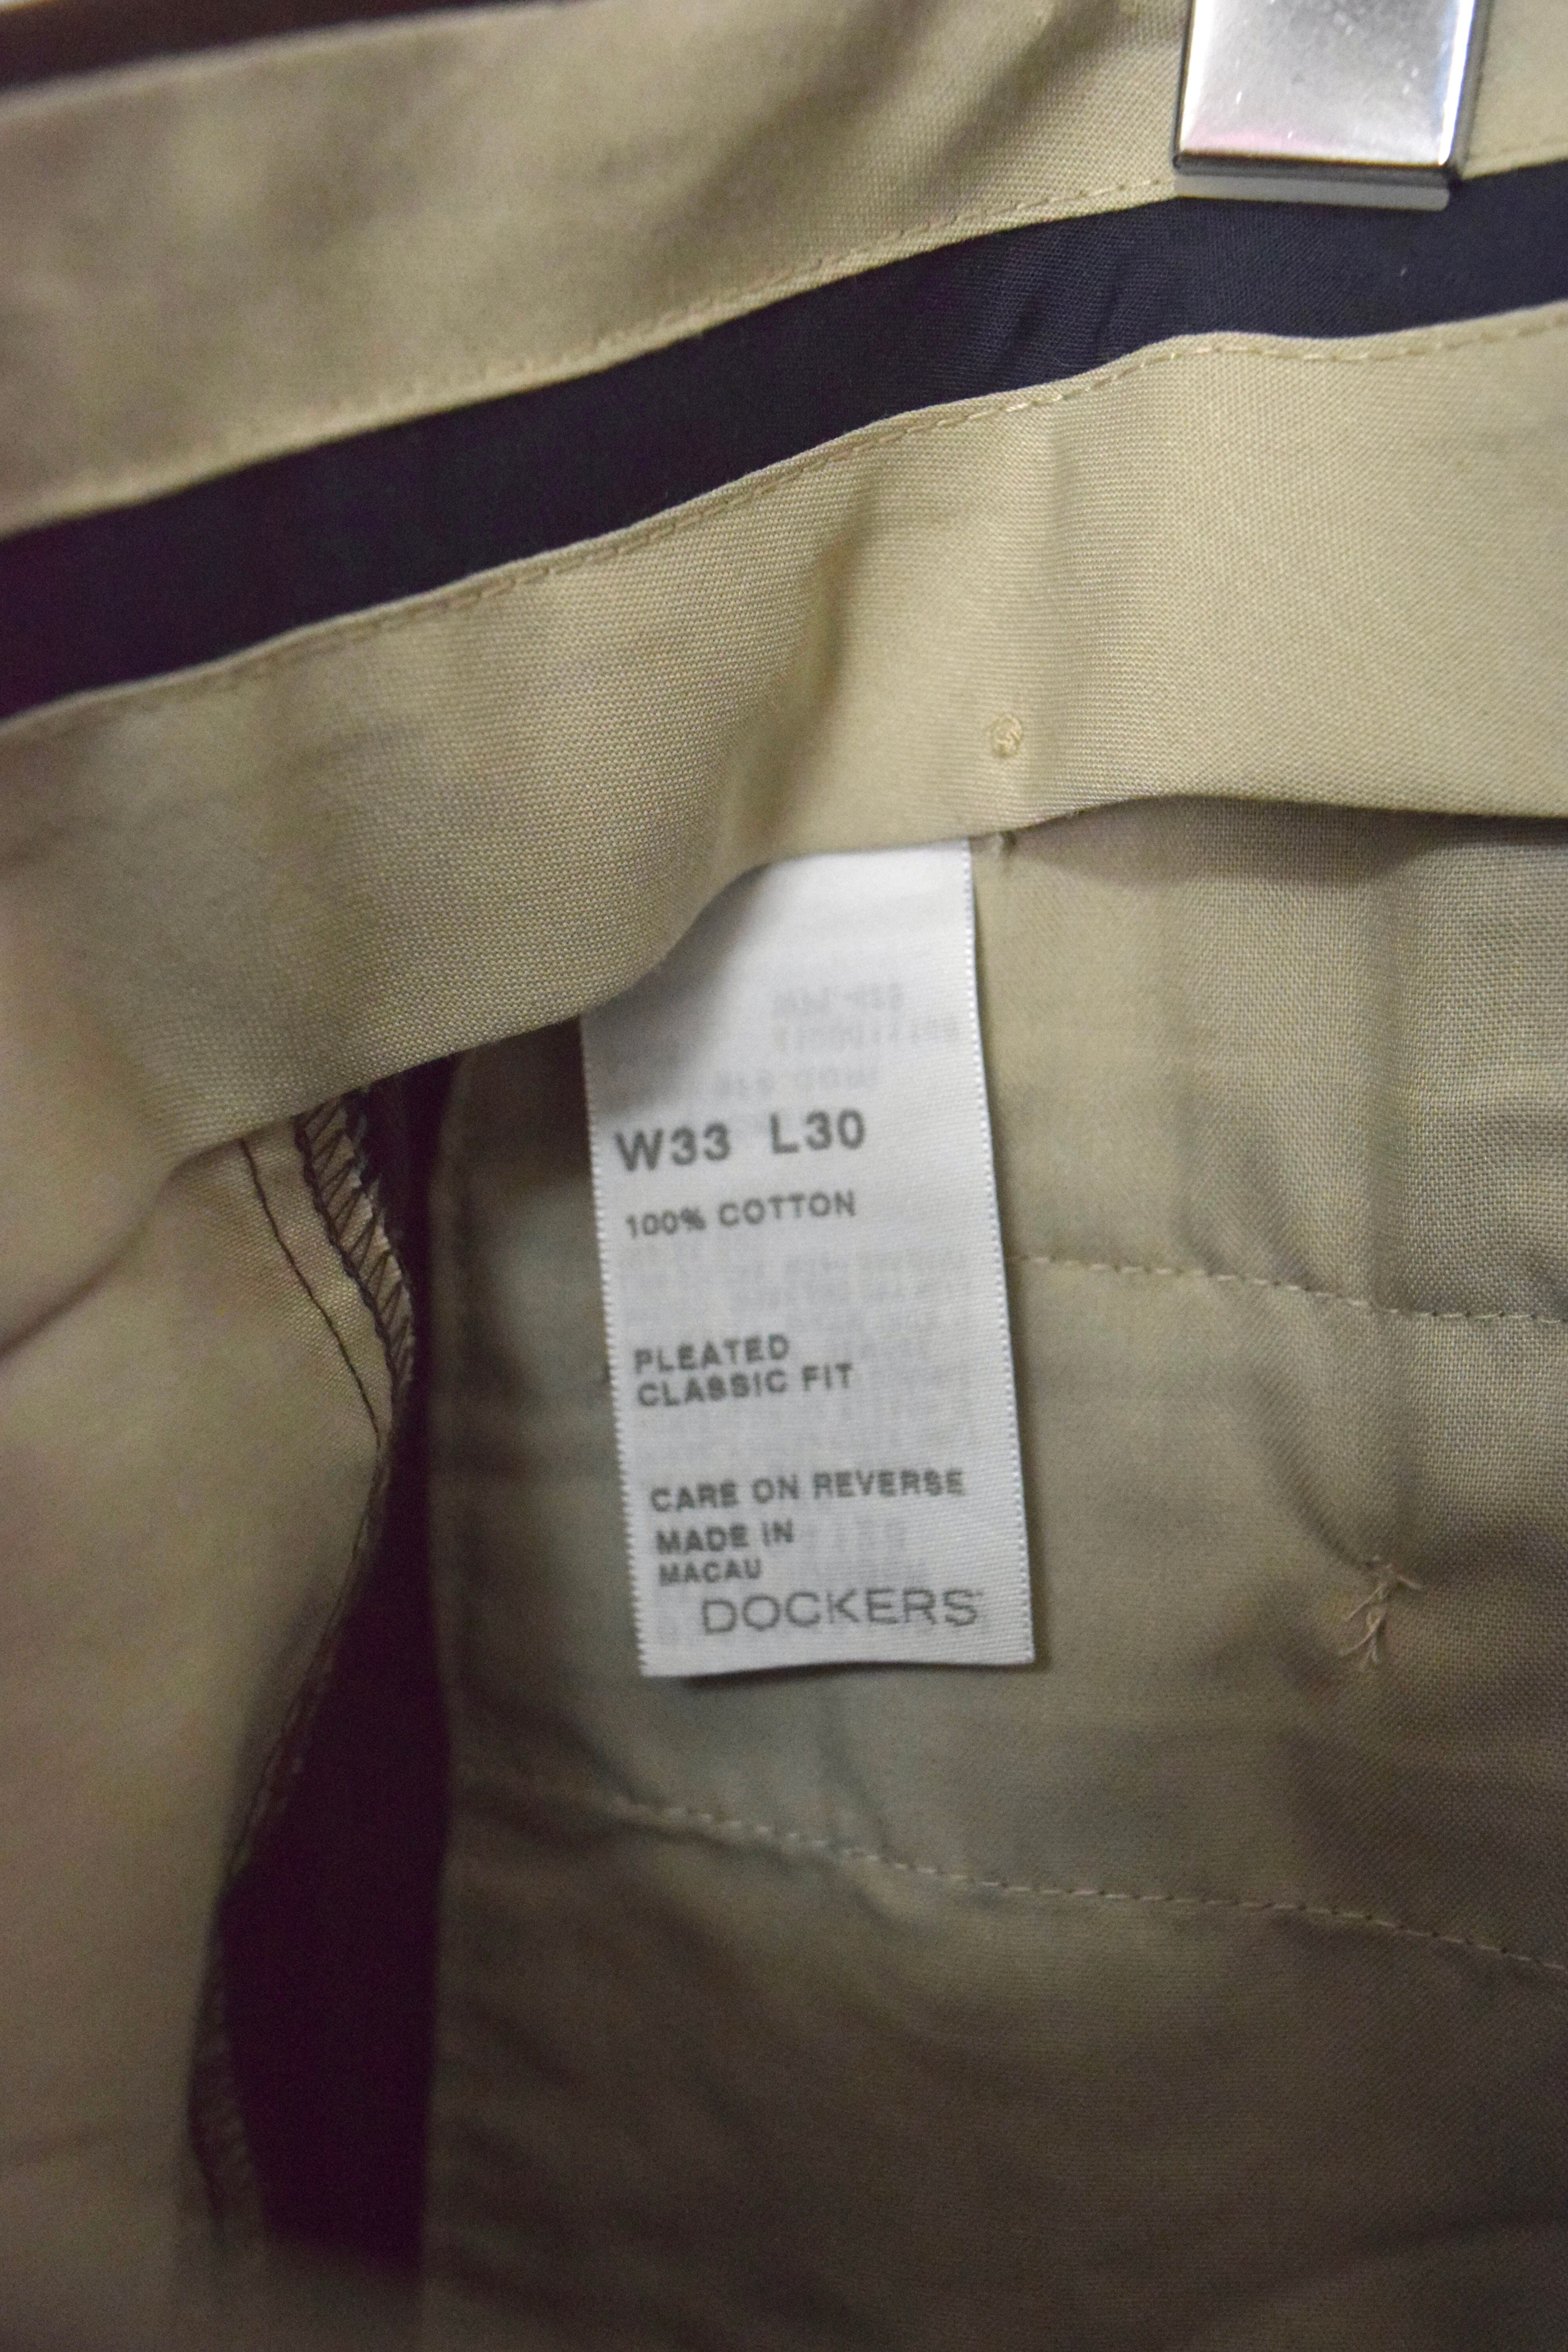 W33 L30
100% COTTON
PLEATED
CLASSIC FIT
CARE ON REVERSE
MADE IN
MACAU
DOCKERS